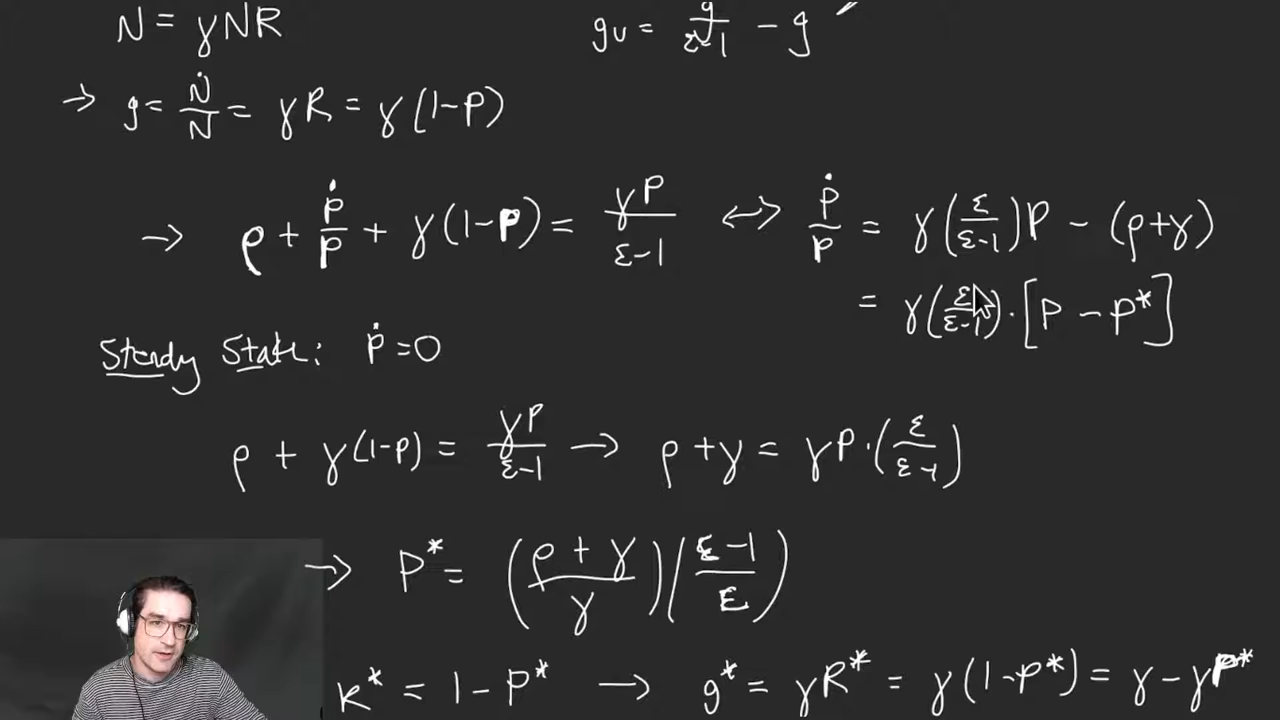 Ṅ = γNR
g_N = g/(ε-1) - g
→ g = Ṅ/N = γR = γ(1-P)
→ ρ + Ṗ/P + γ(1-P) = γP/(ε-1) ↔ Ṗ/P = γ(ε/(ε-1))P - (ρ+γ)
= γ(ε/(ε-1))·[P - P*]
Steady State: Ṗ=0
ρ + γ(1-P) = γP/(ε-1) → ρ+γ = γP·(ε/(ε-1))
→ P* = ((ρ+γ)/γ)((ε-1)/ε)
R* = 1-P* → g* = γR* = γ(1-P*) = γ-γP*